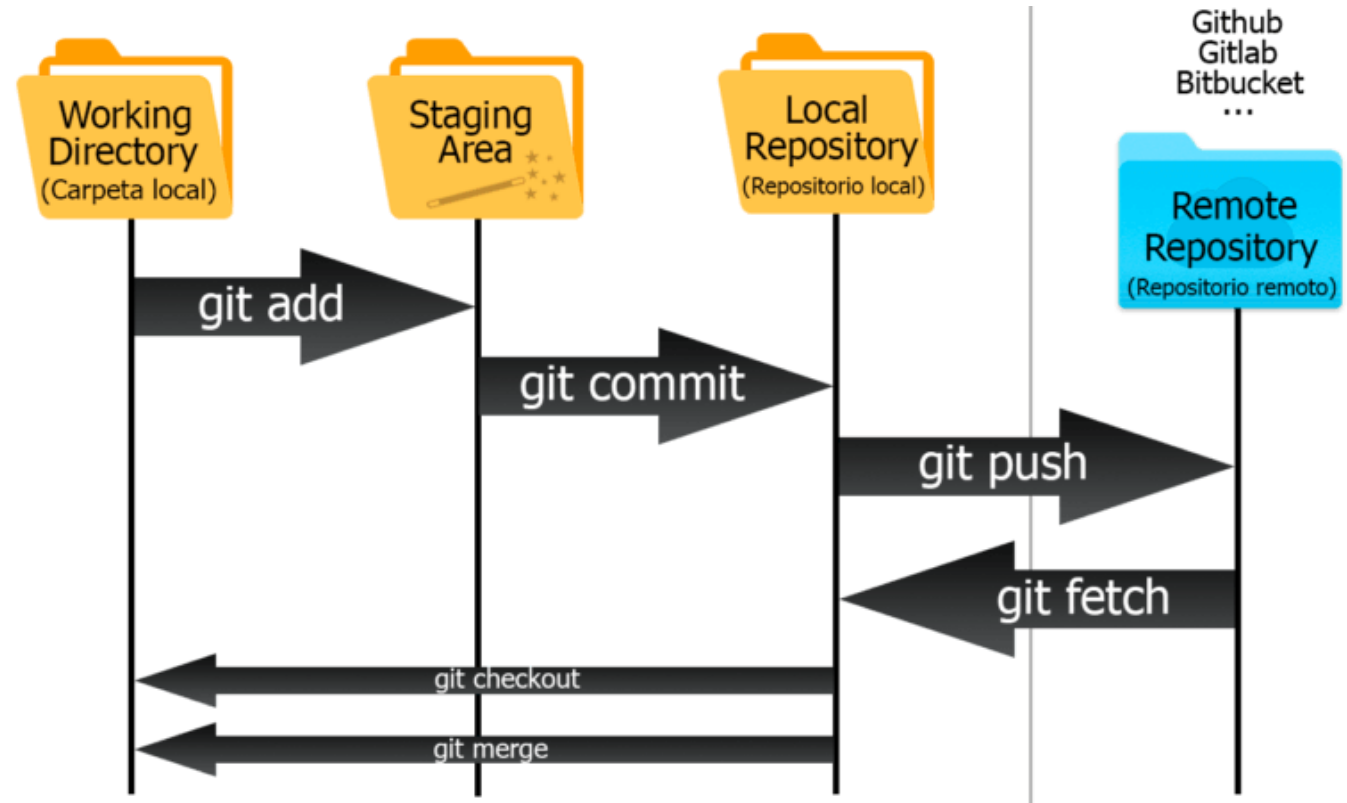 Github
Gitlab
Bitbucket
...
Working
Directory
(Carpeta local)
Staging
Area
Local
Repository
(Repositorio local)
Remote
Repository
(Repositorio remoto)
git add
git commit
git push
git fetch
git checkout
git merge